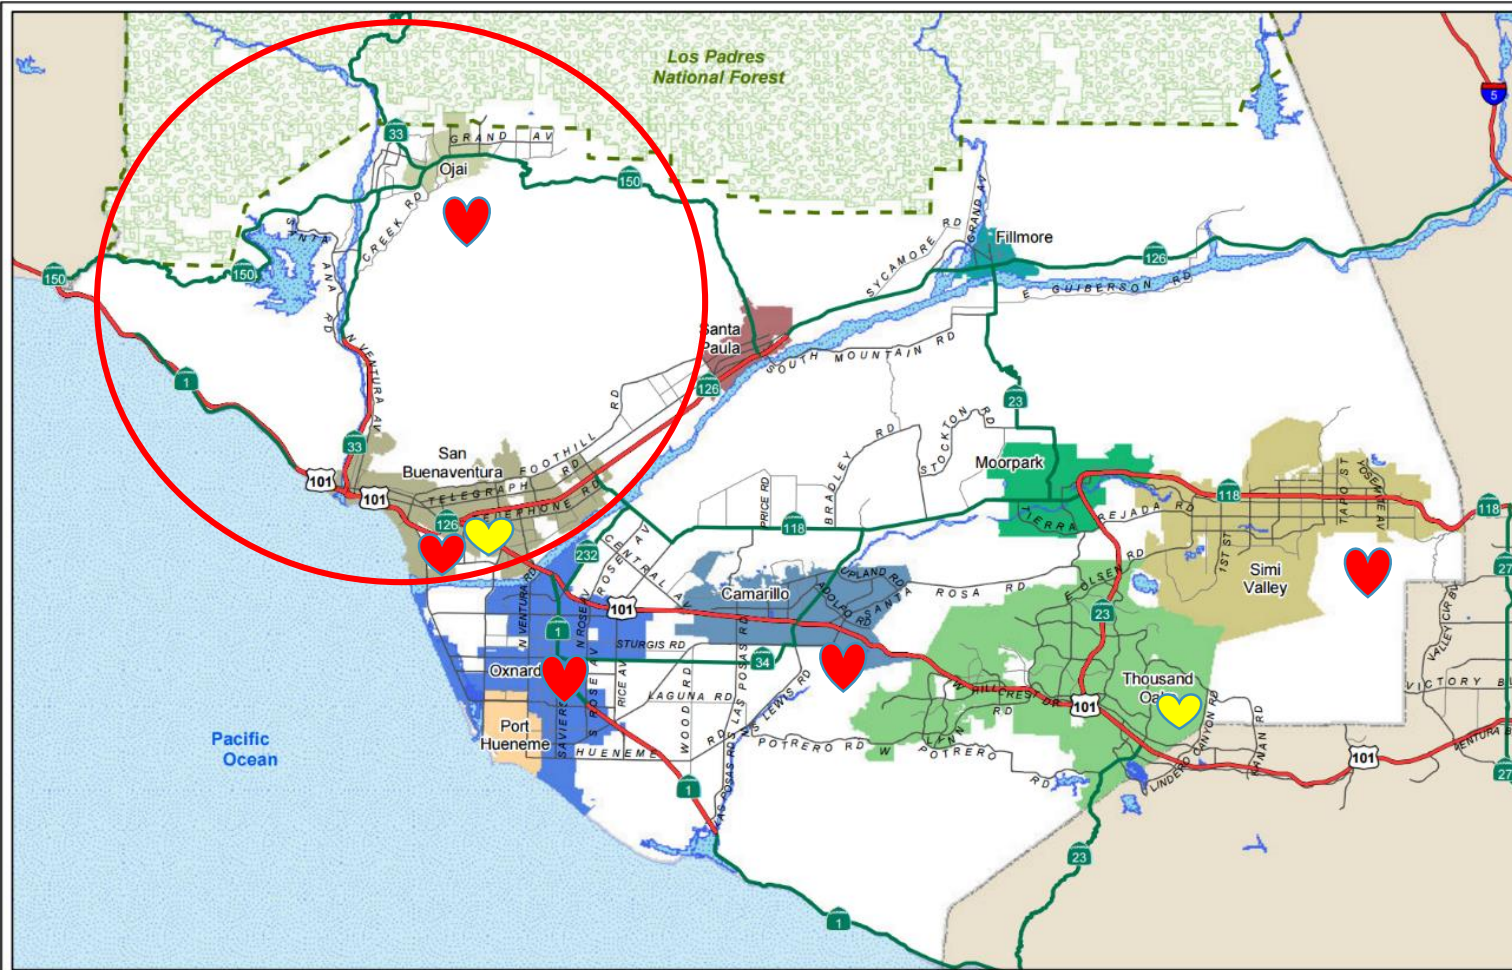 Los Padres
National Forest
5
33
GRAND AV
Ojai
150
CREEK RD
SANTA ANA RD
150
150
N VENTURA AV
1
33
101
101
San
Buenaventura
FOOTHILL RD
TELEGRAPH RD
TELEPHONE RD
126
126
Santa
Paula
SOUTH MOUNTAIN RD
SYCAMORE RD
GRAND AV
Fillmore
126
E GUIBERSON RD
23
STOCKTON RD
BRADLEY RD
PRICE RD
118
Moorpark
TIERRA REJADA RD
118
TAPO ST
YOSEMITE AV
118
1ST ST
Simi
Valley
27
232
CENTRAL AV
ROSE AV
N VENTURA RD
101
Camarillo
UPLAND RD
ADOLFO RD
SANTA ROSA RD
E OLSEN RD
23
VALLEY CIR BV
1
N ROSE AV
STURGIS RD
34
Oxnard
RICE AV
S ROSE AV
LAGUNA RD
WOOD RD
LAS POSAS RD
LEWIS RD
Thousand
W HILLCREST DR
101
VICTORY
Port
Hueneme
SAVIERS
HUENEME RD
LAS POSAS RD
POTRERO RD
W POTRERO RD
LYNN RD
LINDERO CANYON RD
KANAN RD
101
27
Pacific
Ocean
1
23
1